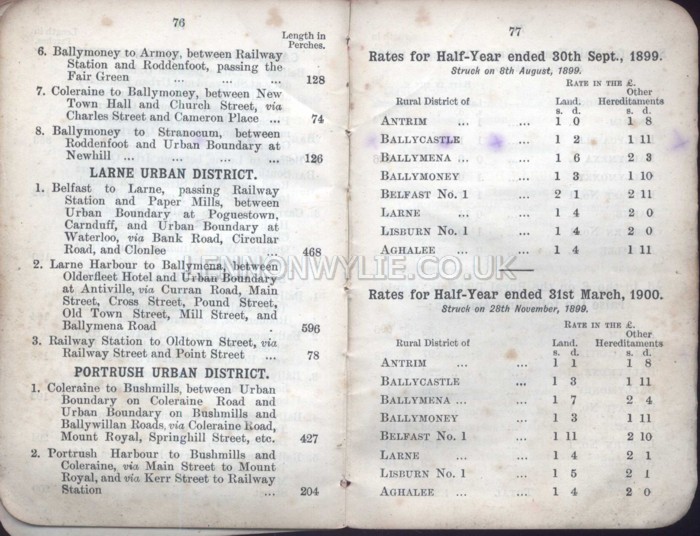 76
Length in
Perches.
6. Ballymoney to Armoy, between Railway
Station and Roddenfoot, passing the
Fair Green ... ... ... 128
7. Coleraine to Ballymoney, between New
Town Hall and Church Street, via
Charles Street and Cameron Place ... 74
8. Ballymoney to Stranocum, between
Roddenfoot and Urban Boundary at
Newhill ... ... ... ... 126
LARNE URBAN DISTRICT.
1. Belfast to Larne, passing Railway
Station and Paper Mills, between
Urban Boundary at Poguestown,
Carnduff, and Urban Boundary at
Waterloo, via Bank Road, Circular
Road, and Clonlee ... 468
2. Larne Harbour to Ballymena, between
Olderfleet Hotel and Urban Boundary
at Antiville, via Curran Road, Main
Street, Cross Street, Pound Street,
Old Town Street, Mill Street, and
Ballymena Road . 596
3. Railway Station to Oldtown Street, via
Railway Street and Point Street ... 78
PORTRUSH URBAN DISTRICT.
1. Coleraine to Bushmills, between Urban
Boundary on Coleraine Road and
Urban Boundary on Bushmills and
Ballywillan Roads, via Coleraine Road,
Mount Royal, Springhill Street, etc. 427
2. Portrush Harbour to Bushmills and
Coleraine, via Main Street to Mount
Royal, and via Kerr Street to Railway
Station ... 204
77
Rates for Half-Year ended 30th Sept., 1899.
Struck on 8th August, 1899.
RATE IN THE £.
Other
Rural District of Land. Hereditaments
s. d. s. d.
ANTRIM ... ... 1 0 1 8
BALLYCASTLE ... 1 2 1 11
BALLYMENA ... ... 1 6 2 3
BALLYMONEY ... 1 3 1 10
BELFAST NO. 1 ... 2 1 2 11
LARNE ... ... 1 4 2 0
LISBURN NO. 1 ... 1 4 2 0
AGHALEE ... ... 1 4 1 11
Rates for Half-Year ended 31st March, 1900.
Struck on 28th November, 1899.
RATE IN THE £.
Other
Rural District of Land. Hereditaments
s. d. s. d.
ANTRIM ... ... 1 1 1 8
BALLYCASTLE ... 1 3 1 11
BALLYMENA ... ... 1 7 2 4
BALLYMONEY ... 1 3 1 11
BELFAST NO. 1 ... 1 11 2 10
LARNE ... ... 1 4 2 1
LISBURN NO. 1 ... 1 5 2 1
AGHALEE ... ... 1 4 2 0
LENNONWYLIE.CO.UK